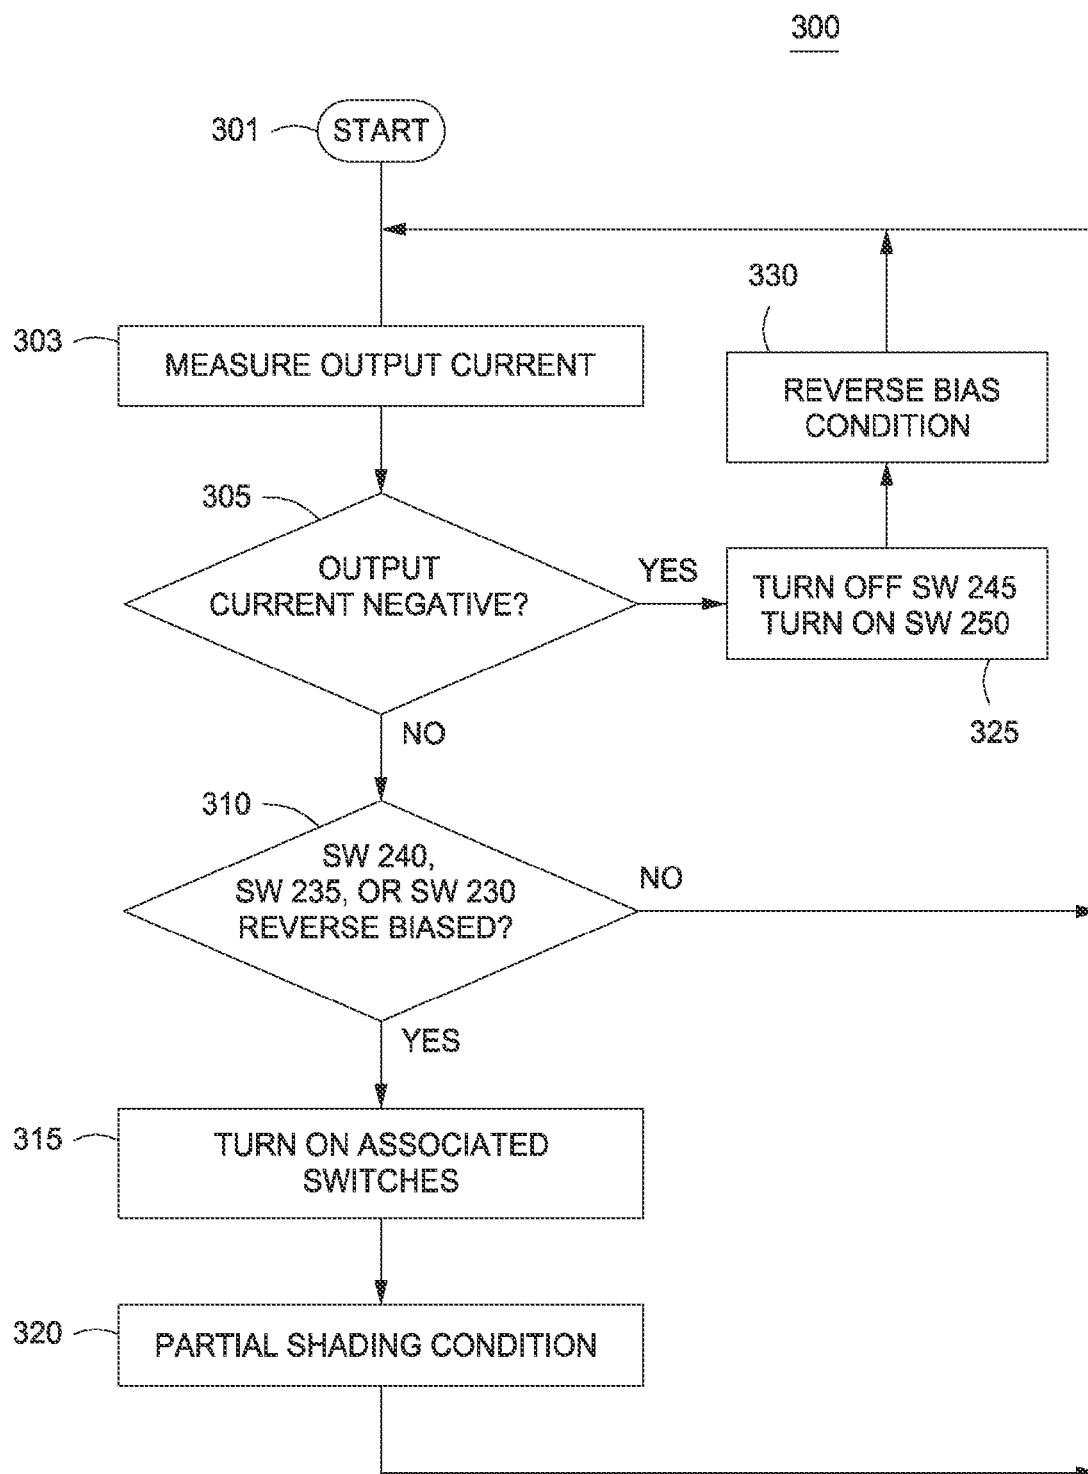 300
301
START
330
303
MEASURE OUTPUT CURRENT
REVERSE BIAS
CONDITION
305
OUTPUT
CURRENT NEGATIVE?
YES
TURN OFF SW 245
TURN ON SW 250
325
NO
310
SW 240,
SW 235, OR SW 230
REVERSE BIASED?
NO
YES
315
TURN ON ASSOCIATED
SWITCHES
320
PARTIAL SHADING CONDITION